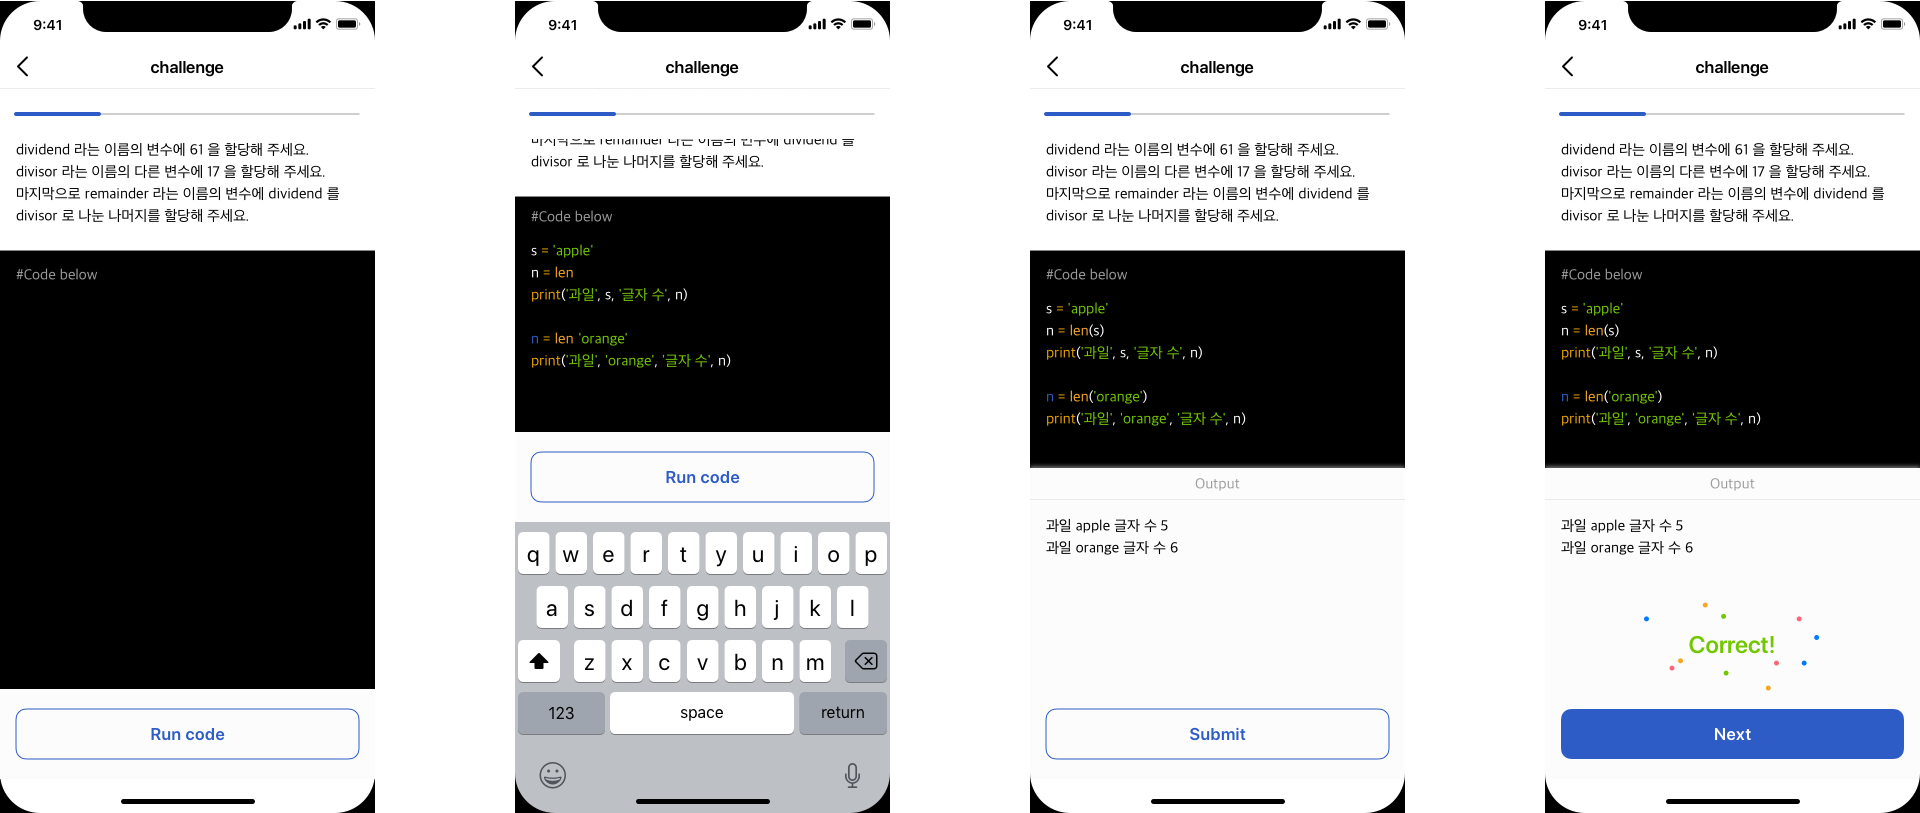 9:41
challenge
dividend 라는 이름의 변수에 61 을 할당해 주세요.
divisor 라는 이름의 다른 변수에 17 을 할당해 주세요.
마지막으로 remainder 라는 이름의 변수에 dividend 를
divisor 로 나눈 나머지를 할당해 주세요.
#Code below
Run code
9:41
challenge
마지막으로 remainder 라는 이름의 변수에 dividend 를
divisor 로 나눈 나머지를 할당해 주세요.
#Code below
s = 'apple'
n = len
print('과일', s, '글자 수', n)
n = len 'orange'
print('과일', 'orange', '글자 수', n)
Run code
q w e r t y u i o p
a s d f g h j k l
z x c v b n m
123 space return
9:41
challenge
dividend 라는 이름의 변수에 61 을 할당해 주세요.
divisor 라는 이름의 다른 변수에 17 을 할당해 주세요.
마지막으로 remainder 라는 이름의 변수에 dividend 를
divisor 로 나눈 나머지를 할당해 주세요.
#Code below
s = 'apple'
n = len(s)
print('과일', s, '글자 수', n)
n = len('orange')
print('과일', 'orange', '글자 수', n)
Output
과일 apple 글자 수 5
과일 orange 글자 수 6
Submit
9:41
challenge
dividend 라는 이름의 변수에 61 을 할당해 주세요.
divisor 라는 이름의 다른 변수에 17 을 할당해 주세요.
마지막으로 remainder 라는 이름의 변수에 dividend 를
divisor 로 나눈 나머지를 할당해 주세요.
#Code below
s = 'apple'
n = len(s)
print('과일', s, '글자 수', n)
n = len('orange')
print('과일', 'orange', '글자 수', n)
Output
과일 apple 글자 수 5
과일 orange 글자 수 6
Correct!
Next